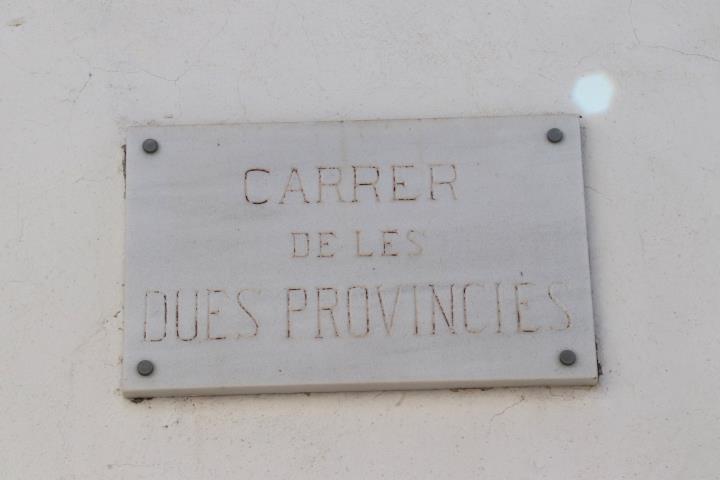 CARRER
DE LES
DUES PROVINCIES